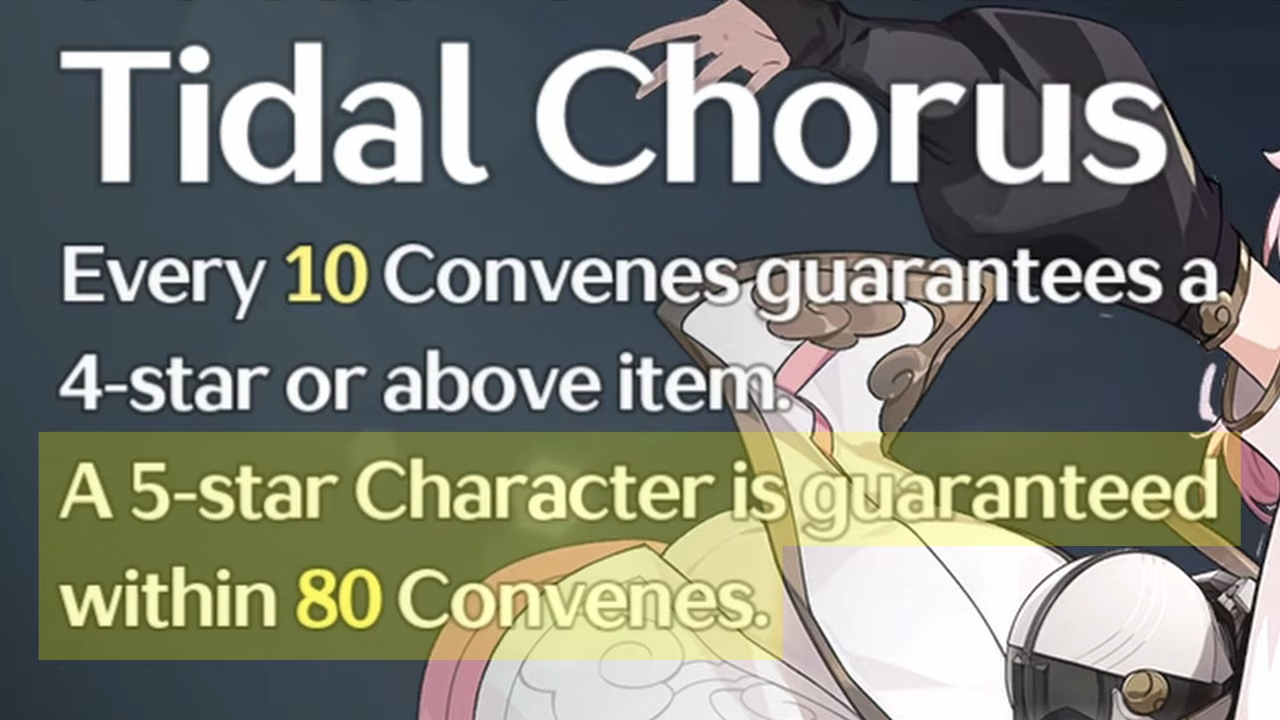 Tidal Chorus
Every 10 Convenes guarantees a
4-star or above item.
A 5-star Character is guaranteed
within 80 Convenes.